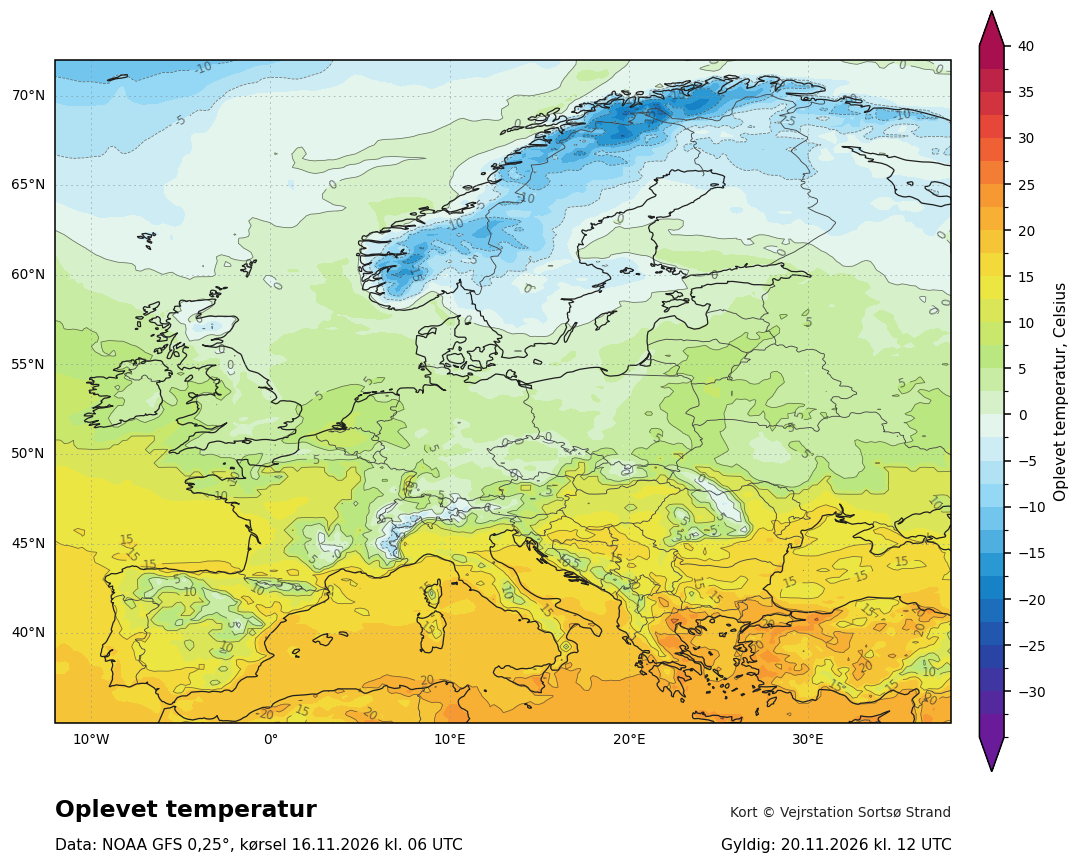 70°N
65°N
60°N
55°N
50°N
45°N
40°N
10°W
0°
10°E
20°E
30°E
40
35
30
25
20
15
10
5
0
−5
−10
−15
−20
−25
−30
Oplevet temperatur, Celsius
Oplevet temperatur
Kort © Vejrstation Sortsø Strand
Data: NOAA GFS 0,25°, kørsel 16.11.2026 kl. 06 UTC
Gyldig: 20.11.2026 kl. 12 UTC